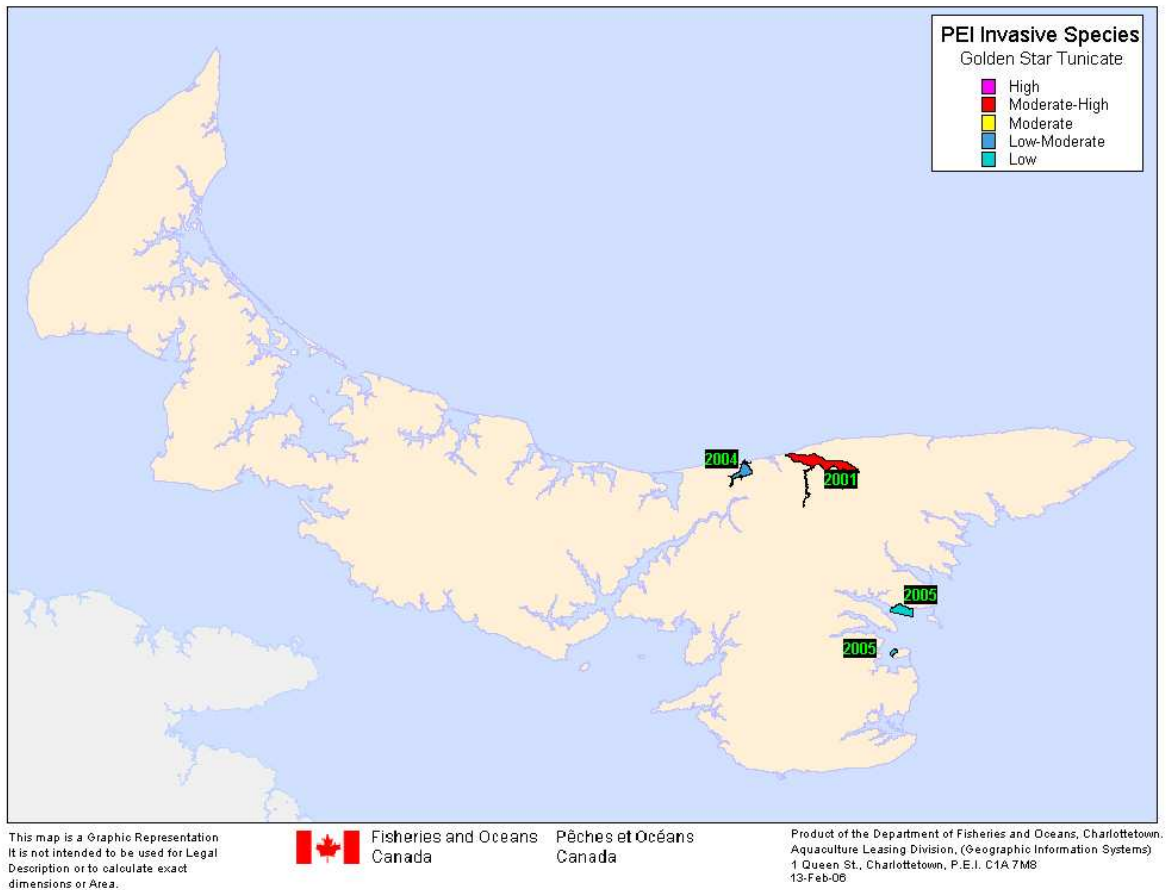 PEI Invasive Species
Golden Star Tunicate
High
Moderate-High
Moderate
Low-Moderate
Low
2004
2001
2005
2005
This map is a Graphic Representation
It is not intended to be used for Legal
Description or to calculate exact
dimensions or Area.
Fisheries and Oceans
Canada
Pêches et Océans
Canada
Product of the Department of Fisheries and Oceans, Charlottetown.
Aquaculture Leasing Division, (Geographic Information Systems)
1 Queen St., Charlottetown, P.E.I. C1A 7M8
13-Feb-06